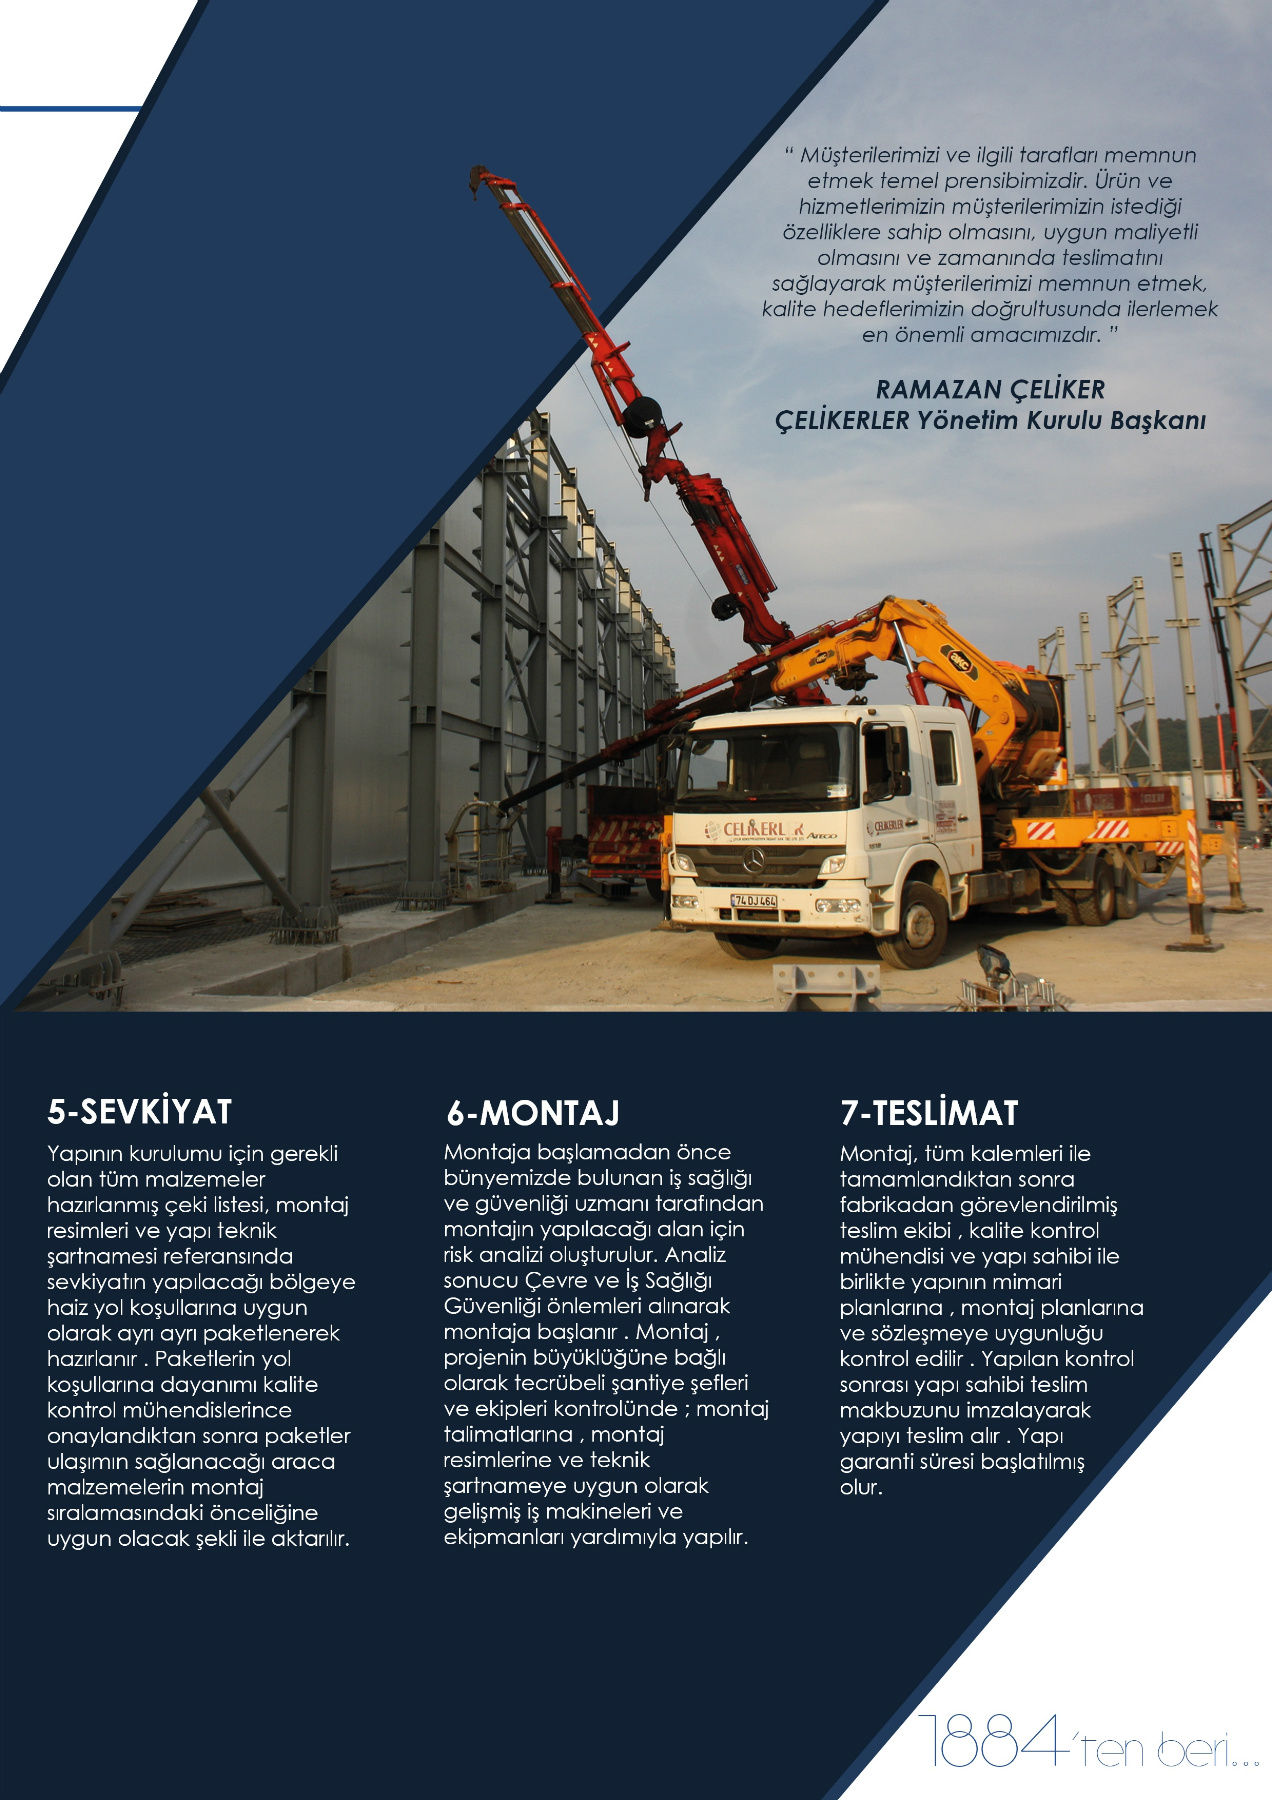 “ Müşterilerimizi ve ilgili tarafları memnun
etmek temel prensibimizdir. Ürün ve
hizmetlerimizin müşterilerimizin istediği
özelliklere sahip olmasını, uygun maliyetli
olmasını ve zamanında teslimatını
sağlayarak müşterilerimizi memnun etmek,
kalite hedeflerimizin doğrultusunda ilerlemek
en önemli amacımızdır. ”
RAMAZAN ÇELİKER
ÇELİKERLER Yönetim Kurulu Başkanı
ÇELİKERL R
ATEGO
ÇELİKERLER
74 DJ 464
5-SEVKİYAT
Yapının kurulumu için gerekli
olan tüm malzemeler
hazırlanmış çeki listesi, montaj
resimleri ve yapı teknik
şartnamesi referansında
sevkiyatın yapılacağı bölgeye
haiz yol koşullarına uygun
olarak ayrı ayrı paketlenerek
hazırlanır . Paketlerin yol
koşullarına dayanımı kalite
kontrol mühendislerince
onaylandıktan sonra paketler
ulaşımın sağlanacağı araca
malzemelerin montaj
sıralamasındaki önceliğine
uygun olacak şekli ile aktarılır.
6-MONTAJ
Montaja başlamadan önce
bünyemizde bulunan iş sağlığı
ve güvenliği uzmanı tarafından
montajın yapılacağı alan için
risk analizi oluşturulur. Analiz
sonucu Çevre ve İş Sağlığı
Güvenliği önlemleri alınarak
montaja başlanır . Montaj ,
projenin büyüklüğüne bağlı
olarak tecrübeli şantiye şefleri
ve ekipleri kontrolünde ; montaj
talimatlarına , montaj
resimlerine ve teknik
şartnameye uygun olarak
gelişmiş iş makineleri ve
ekipmanları yardımıyla yapılır.
7-TESLİMAT
Montaj, tüm kalemleri ile
tamamlandıktan sonra
fabrikadan görevlendirilmiş
teslim ekibi , kalite kontrol
mühendisi ve yapı sahibi ile
birlikte yapının mimari
planlarına , montaj planlarına
ve sözleşmeye uygunluğu
kontrol edilir . Yapılan kontrol
sonrası yapı sahibi teslim
makbuzunu imzalayarak
yapıyı teslim alır . Yapı
garanti süresi başlatılmış
olur.
1884'ten beri...